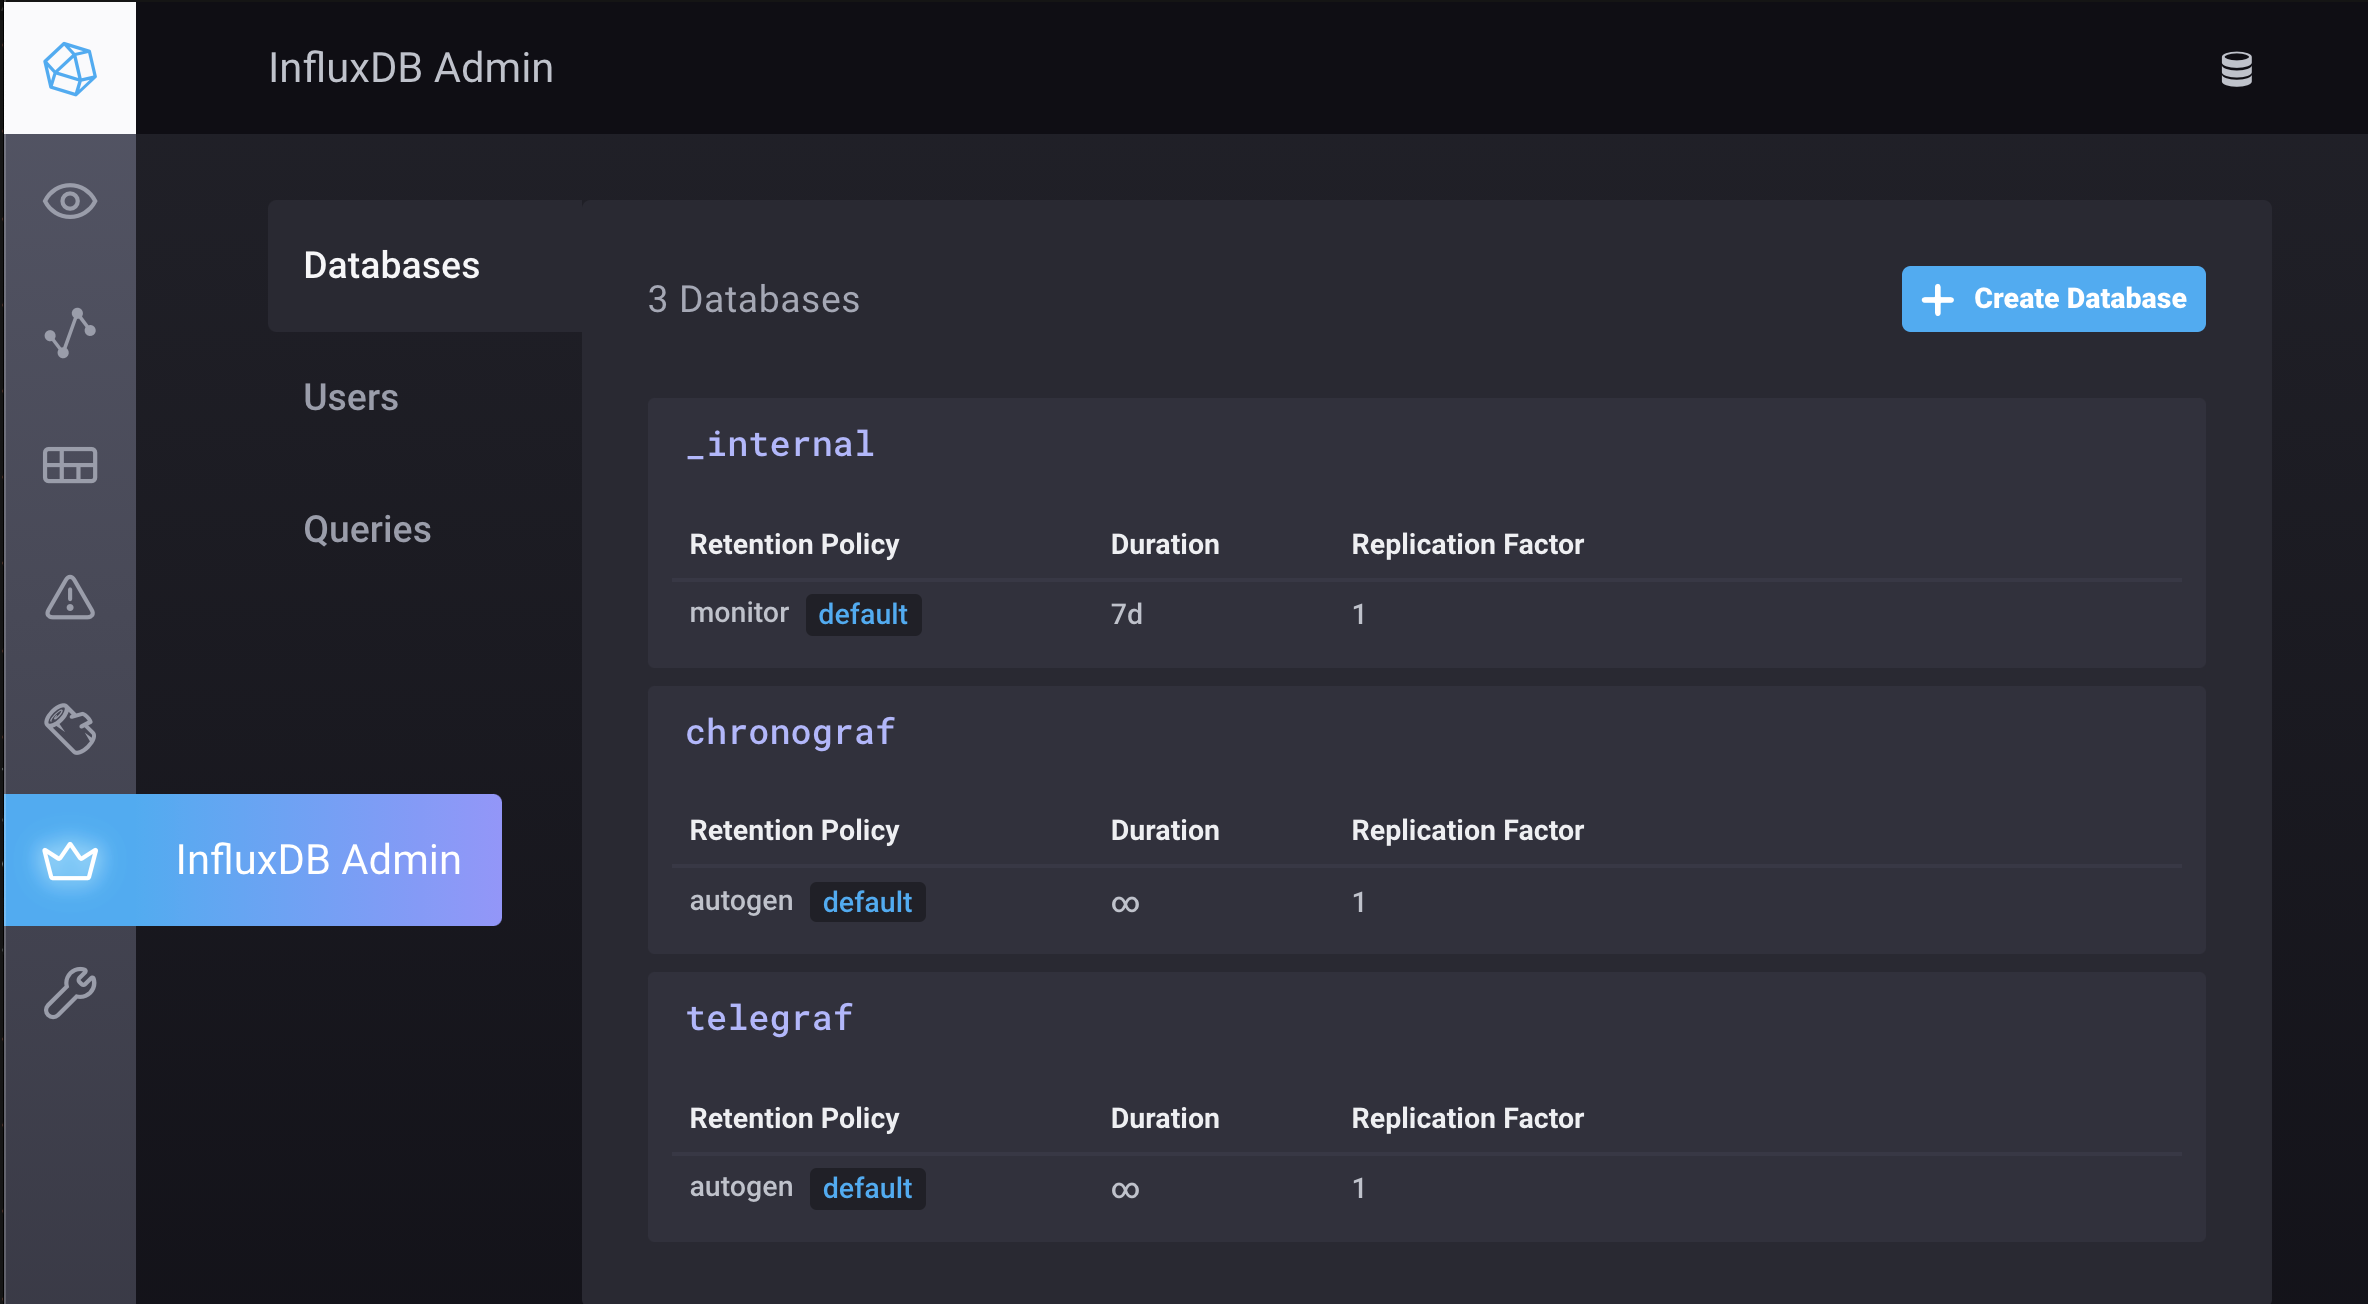 InfluxDB Admin
Databases
Users
Queries
InfluxDB Admin
3 Databases
Create Database
_internal
Retention Policy Duration Replication Factor
monitor default 7d 1
chronograf
Retention Policy Duration Replication Factor
autogen default ∞ 1
telegraf
Retention Policy Duration Replication Factor
autogen default ∞ 1